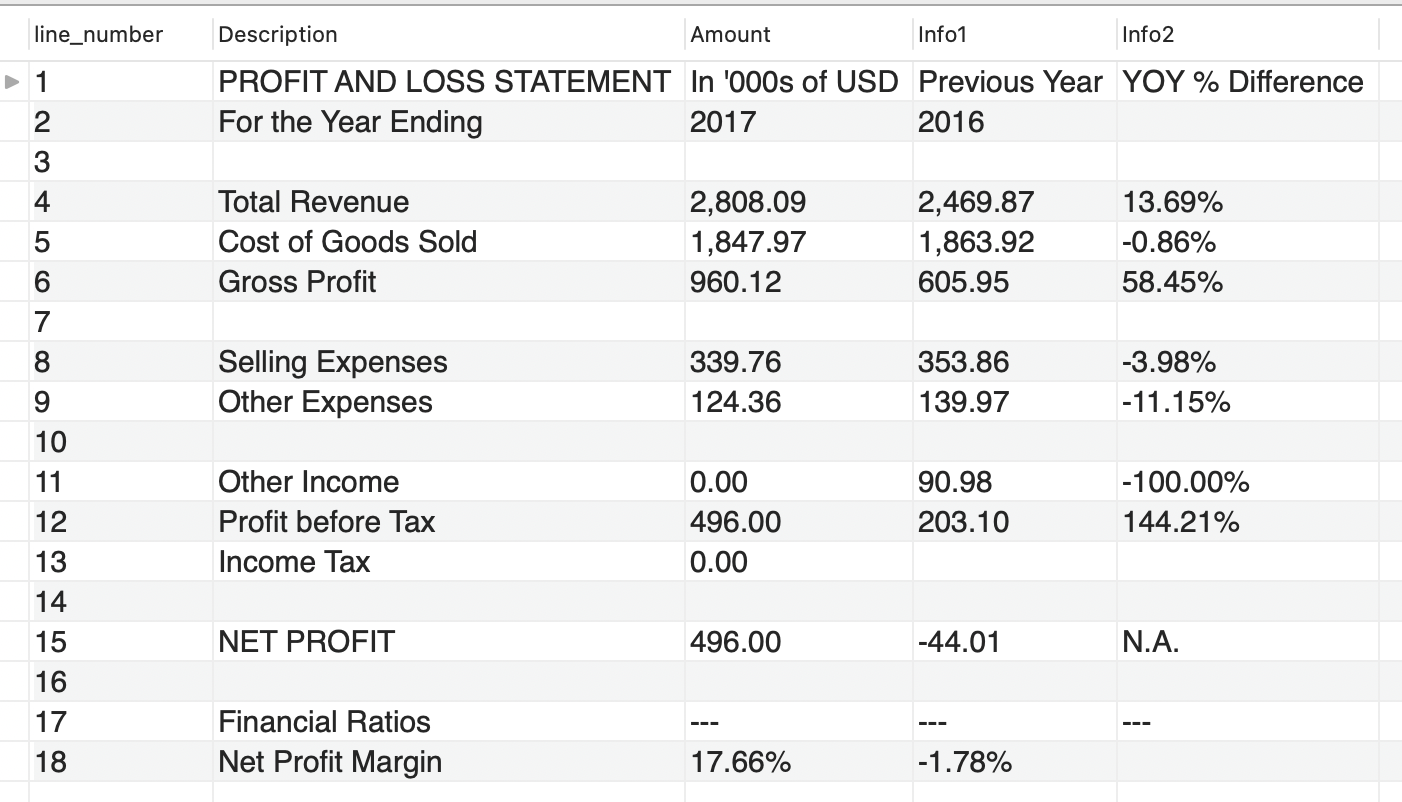 line_number Description Amount Info1 Info2
1 PROFIT AND LOSS STATEMENT In '000s of USD Previous Year YOY % Difference
2 For the Year Ending 2017 2016
3
4 Total Revenue 2,808.09 2,469.87 13.69%
5 Cost of Goods Sold 1,847.97 1,863.92 -0.86%
6 Gross Profit 960.12 605.95 58.45%
7
8 Selling Expenses 339.76 353.86 -3.98%
9 Other Expenses 124.36 139.97 -11.15%
10
11 Other Income 0.00 90.98 -100.00%
12 Profit before Tax 496.00 203.10 144.21%
13 Income Tax 0.00
14
15 NET PROFIT 496.00 -44.01 N.A.
16
17 Financial Ratios --- --- ---
18 Net Profit Margin 17.66% -1.78%